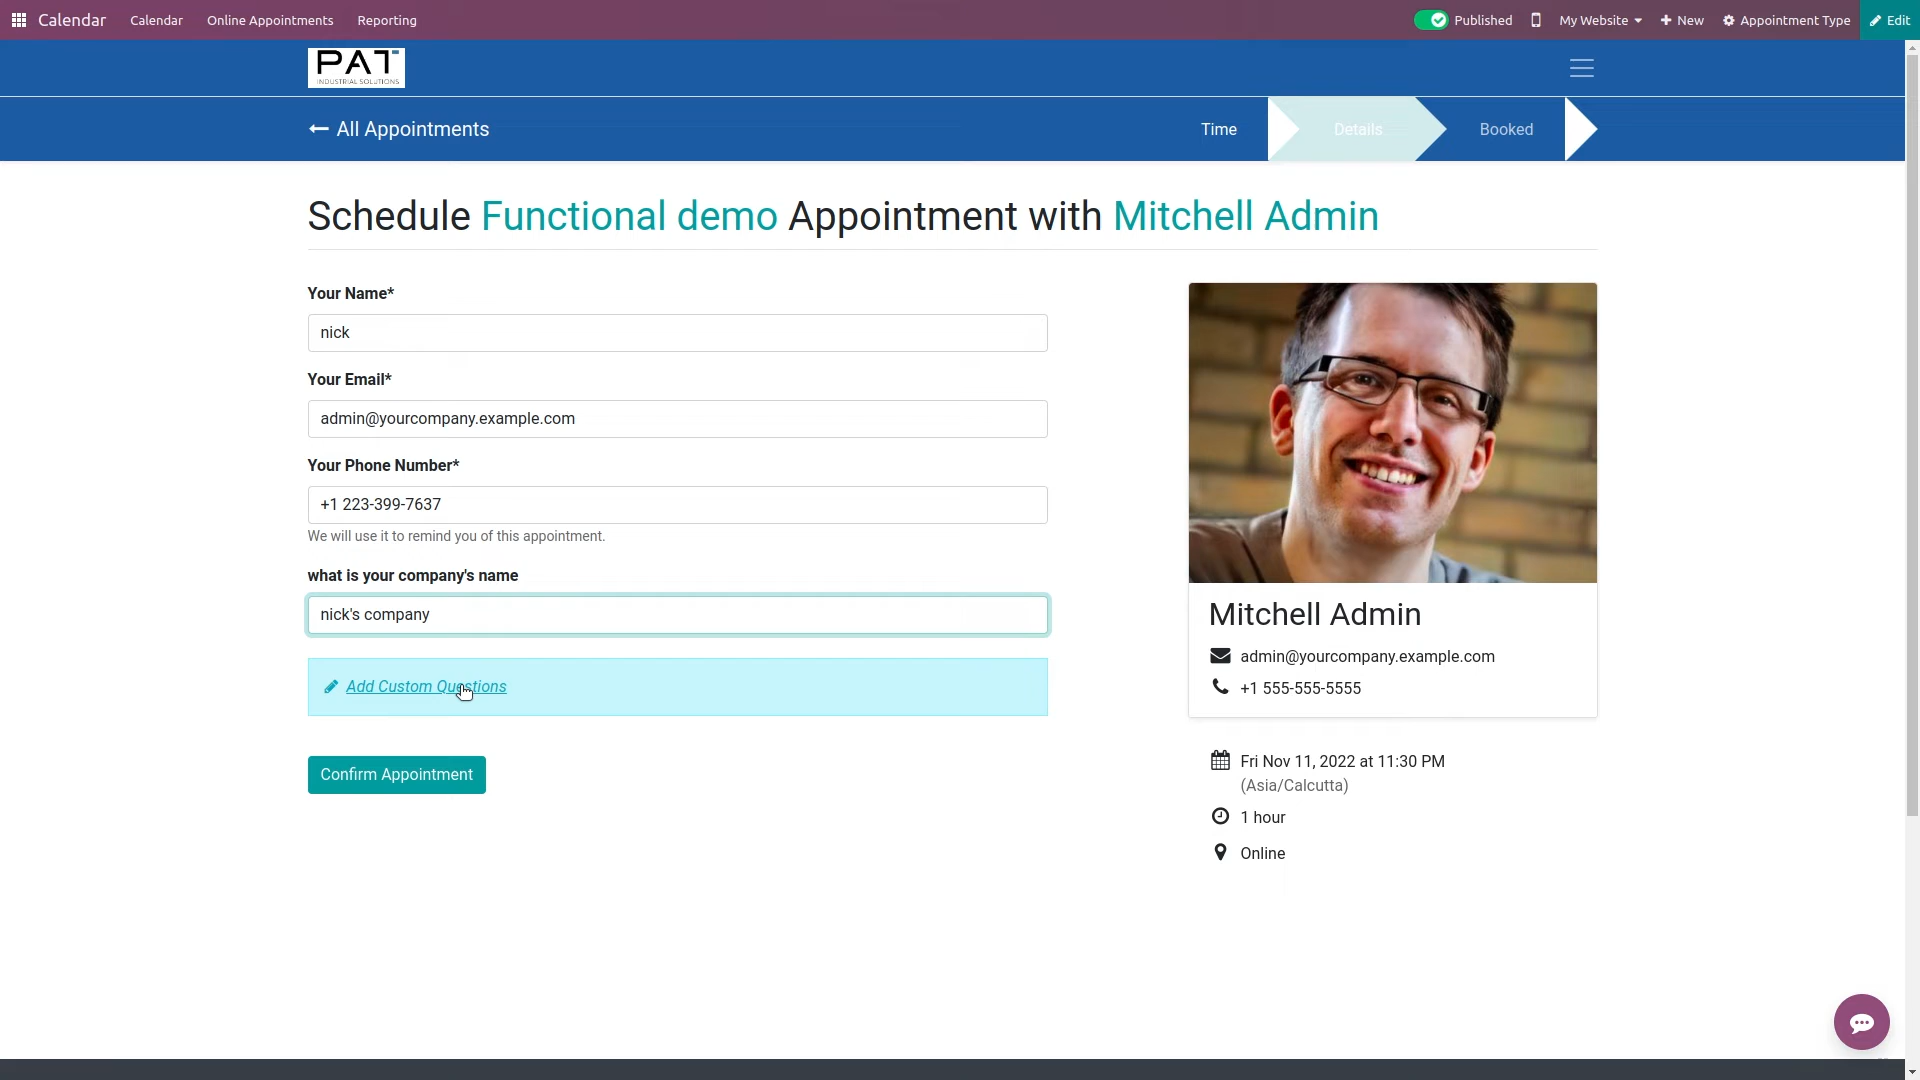 Calendar Calendar Online Appointments Reporting Published My Website New Appointment Type Edit
PAT
INDUSTRIAL SOLUTIONS
All Appointments Time Details Booked
Schedule Functional demo Appointment with Mitchell Admin
Your Name*
nick
Your Email*
admin@yourcompany.example.com
Your Phone Number*
+1 223-399-7637
We will use it to remind you of this appointment.
what is your company's name
nick's company
Add Custom Questions
Confirm Appointment
Mitchell Admin
admin@yourcompany.example.com
+1 555-555-5555
Fri Nov 11, 2022 at 11:30 PM
(Asia/Calcutta)
1 hour
Online